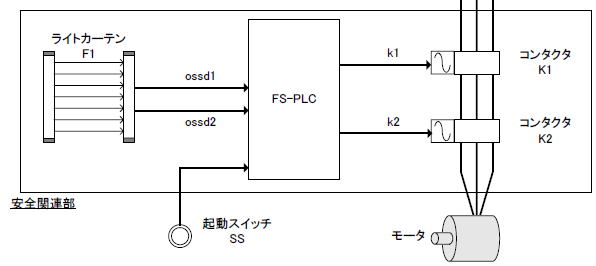 ライトカーテン
F1
ossd1
ossd2
FS-PLC
k1
k2
コンタクタ
K1
コンタクタ
K2
安全関連部
起動スイッチ
SS
モータ